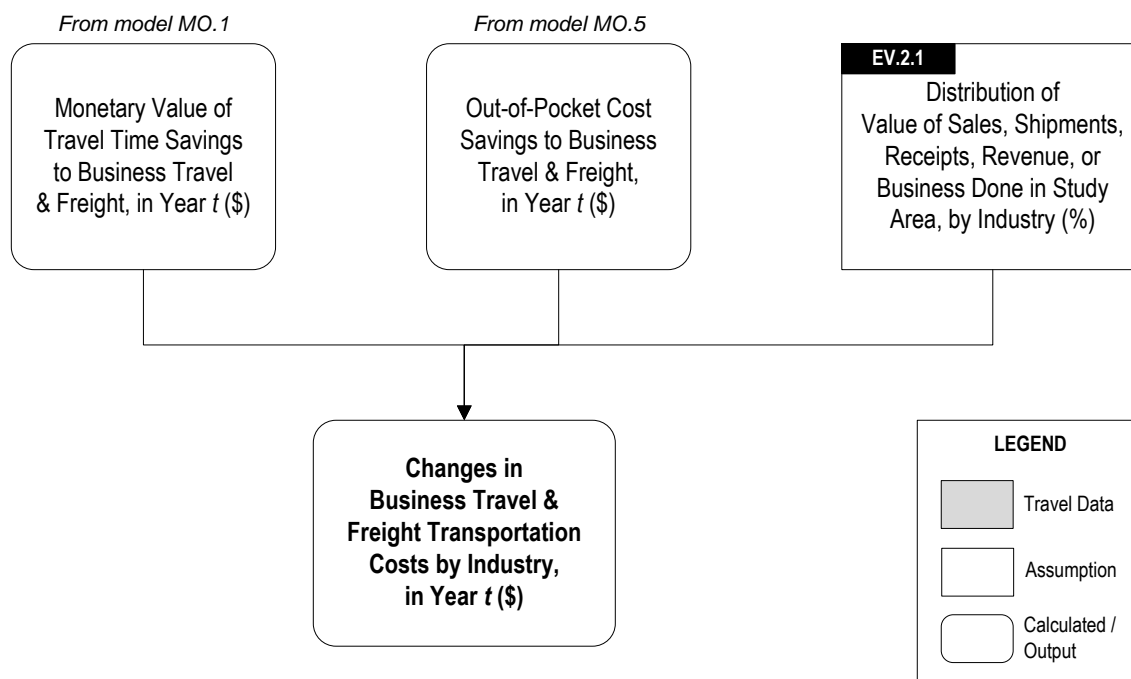 From model MO.1
Monetary Value of
Travel Time Savings
to Business Travel
& Freight, in Year t ($)
From model MO.5
Out-of-Pocket Cost
Savings to Business
Travel & Freight,
in Year t ($)
EV.2.1
Distribution of
Value of Sales, Shipments,
Receipts, Revenue, or
Business Done in Study
Area, by Industry (%)
Changes in
Business Travel &
Freight Transportation
Costs by Industry,
in Year t ($)
LEGEND
Travel Data
Assumption
Calculated /
Output